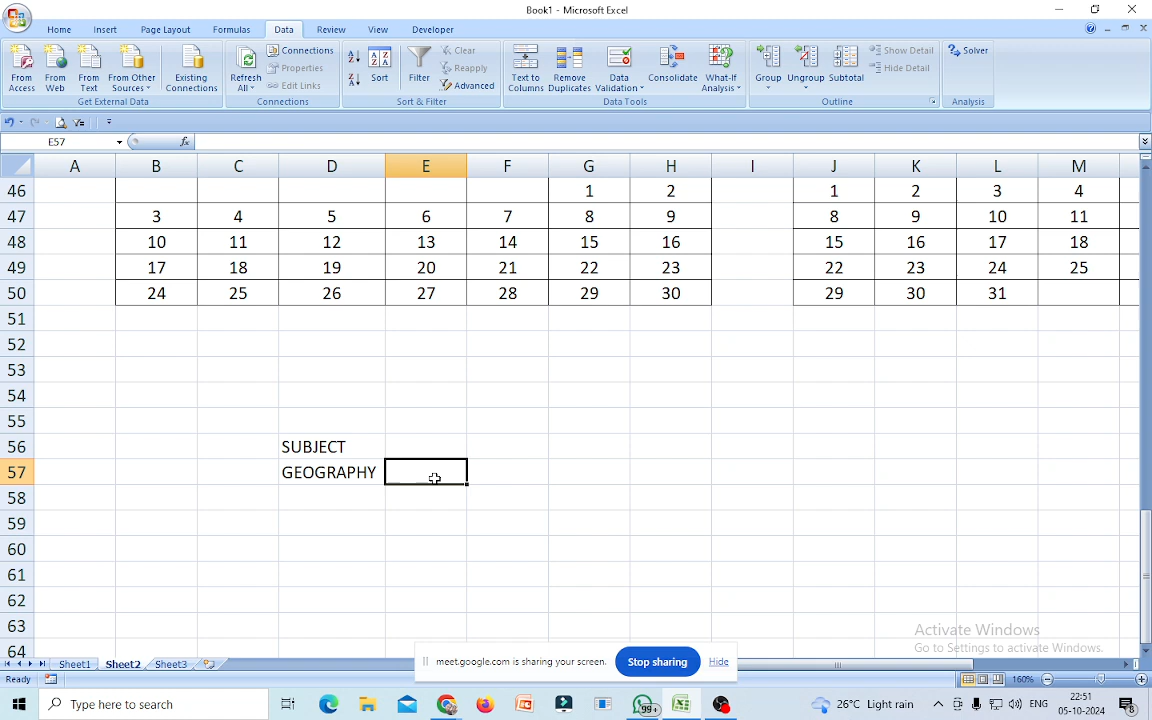 Book1 - Microsoft Excel
Home Insert Page Layout Formulas Data Review View Developer
From Access
From Web
From Text
From Other Sources
Existing Connections
Get External Data
Refresh All
Connections
Properties
Edit Links
Connections
Sort
Filter
Clear
Reapply
Advanced
Sort & Filter
Text to Columns
Remove Duplicates
Data Validation
Consolidate
What-If Analysis
Data Tools
Group
Ungroup
Subtotal
Show Detail
Hide Detail
Outline
Solver
Analysis
E57 fx
A B C D E F G H I J K L M
46 1 2 1 2 3 4
47 3 4 5 6 7 8 9 8 9 10 11
48 10 11 12 13 14 15 16 15 16 17 18
49 17 18 19 20 21 22 23 22 23 24 25
50 24 25 26 27 28 29 30 29 30 31
51
52
53
54
55
56 SUBJECT
57 GEOGRAPHY
58
59
60
61
62
63
64
Activate Windows
Go to Settings to activate Windows.
Sheet1 Sheet2 Sheet3
meet.google.com is sharing your screen. Stop sharing Hide
Ready 160%
Type here to search
99+
26°C Light rain
ENG
22:51
05-10-2024
1